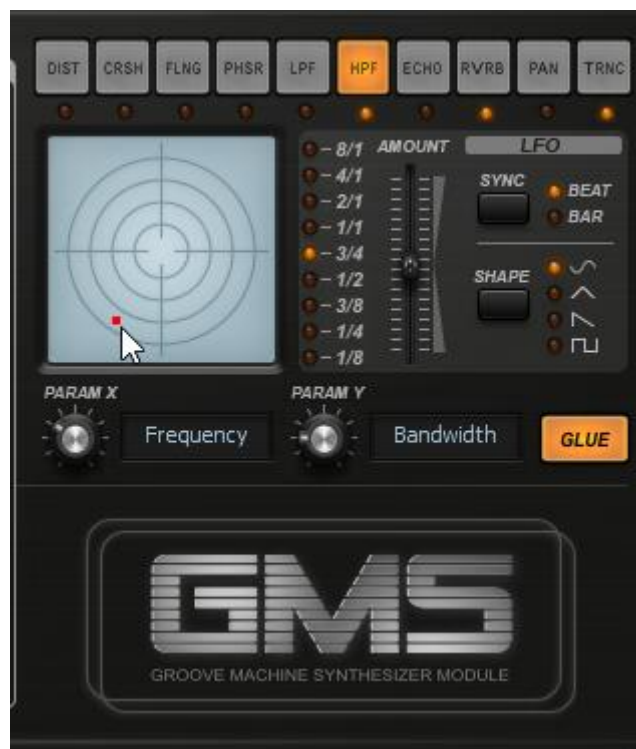 DIST CRSH FLNG PHSR LPF HPF ECHO RVRB PAN TRNC
8/1 AMOUNT LFO
4/1 SYNC BEAT
2/1 BAR
1/1
3/4
1/2 SHAPE
3/8
1/4
1/8
PARAM X PARAM Y
Frequency Bandwidth GLUE
GMS
GROOVE MACHINE SYNTHESIZER MODULE